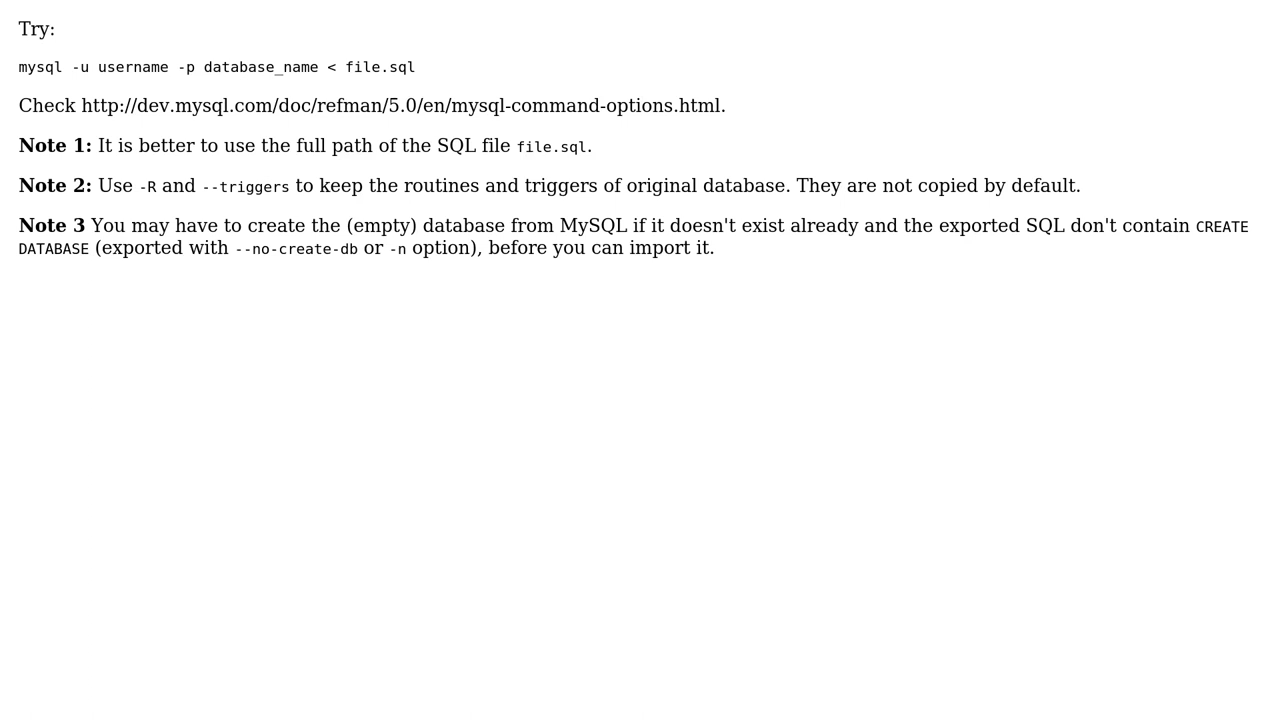 Try:
mysql -u username -p database_name < file.sql
Check http://dev.mysql.com/doc/refman/5.0/en/mysql-command-options.html.
Note 1: It is better to use the full path of the SQL file file.sql.
Note 2: Use -R and --triggers to keep the routines and triggers of original database. They are not copied by default.
Note 3 You may have to create the (empty) database from MySQL if it doesn't exist already and the exported SQL don't contain CREATE
DATABASE (exported with --no-create-db or -n option), before you can import it.